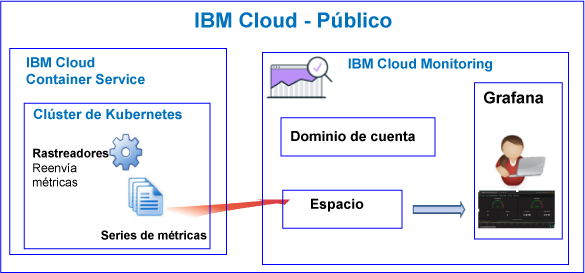 IBM Cloud - Público
IBM Cloud
Container Service
Clúster de Kubernetes
Rastreadores
Reenvía
métricas
Series de métricas
IBM Cloud Monitoring
Dominio de cuenta
Espacio
Grafana